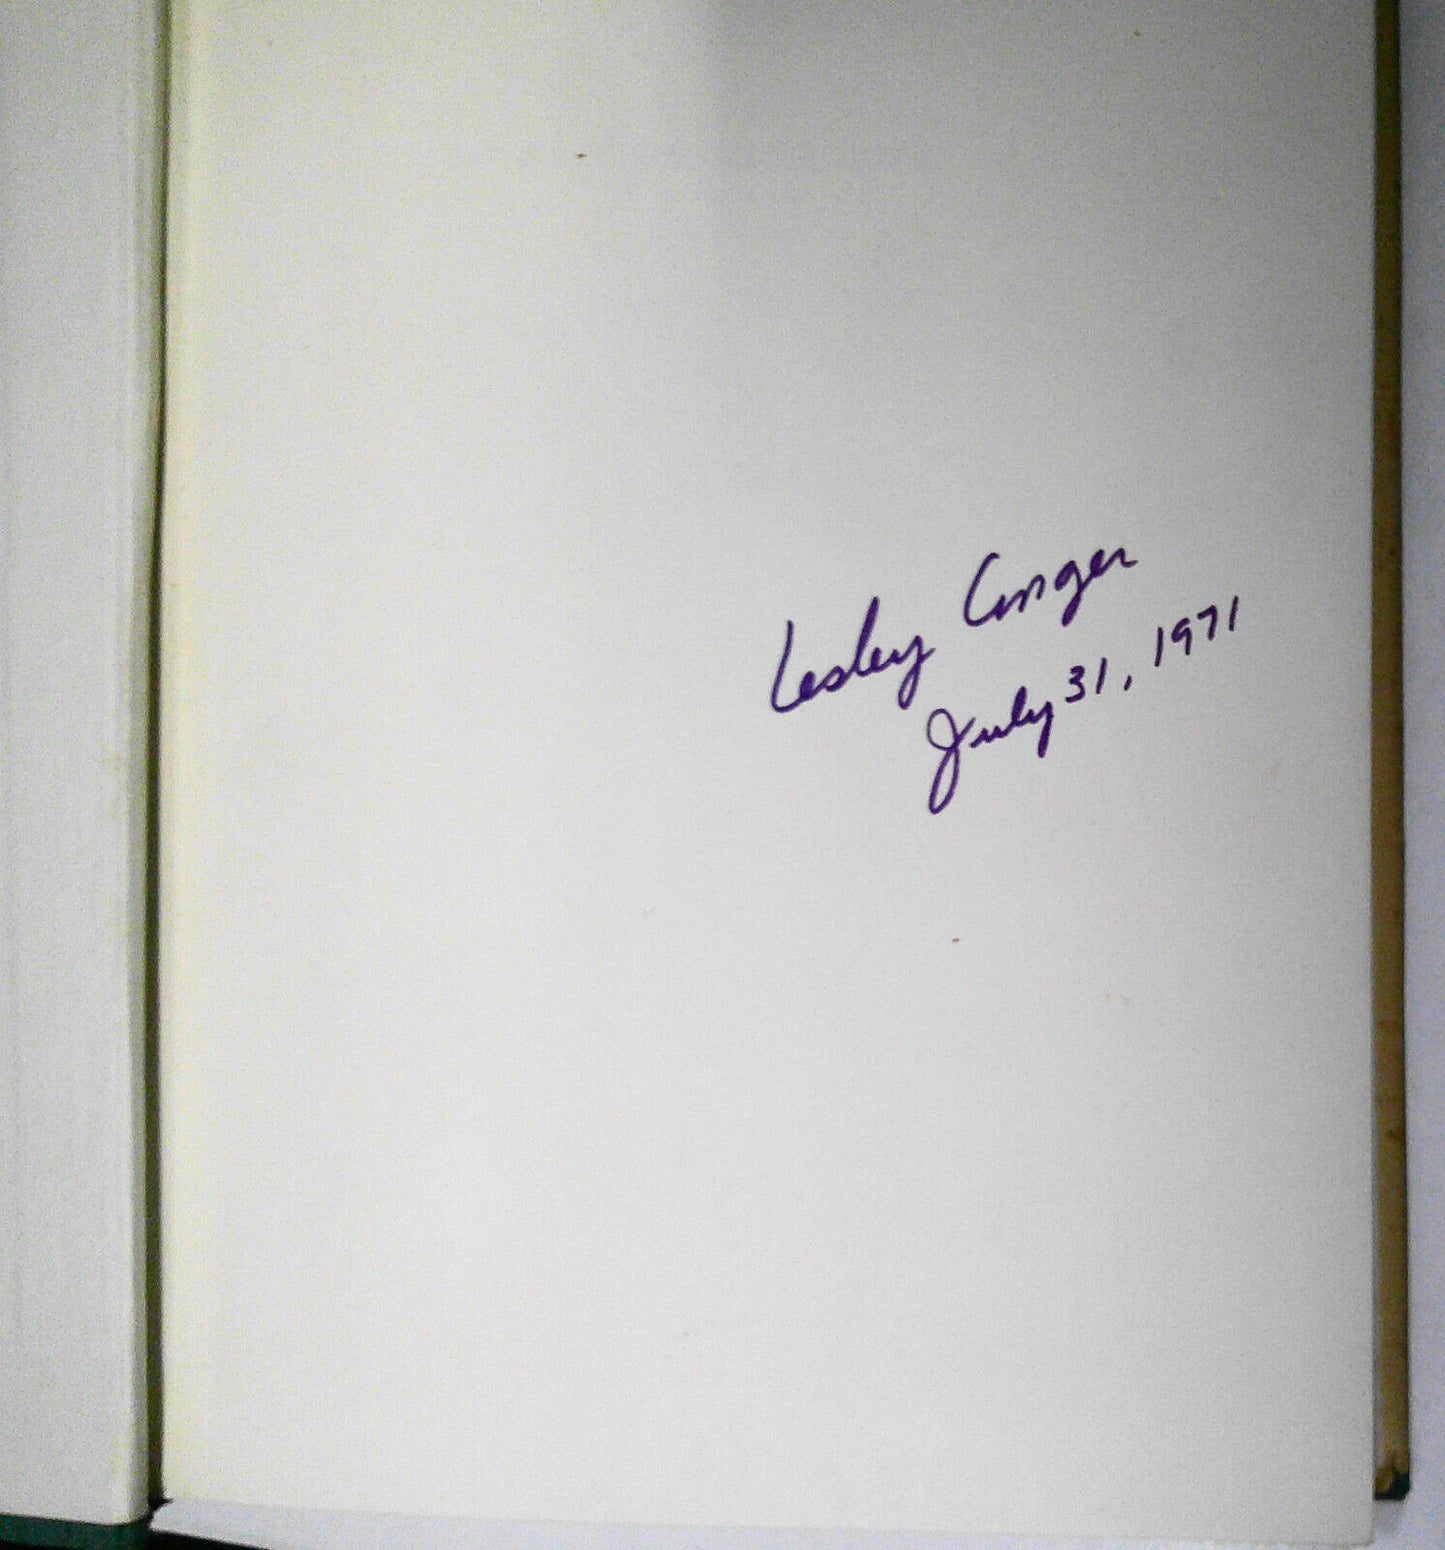 Lesley Conger
July 31, 1971